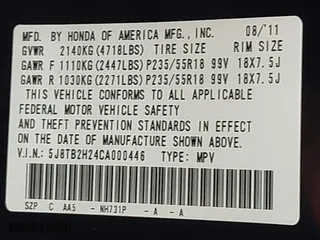 MFD. BY HONDA OF AMERICA MFG., INC. 08/'11
GVWR 2140KG (4718LBS) TIRE SIZE RIM SIZE
GAWR F 1110KG (2447LBS) P235/55R18 99V 18X7.5J
GAWR R 1030KG (2271LBS) P235/55R18 99V 18X7.5J
THIS VEHICLE CONFORMS TO ALL APPLICABLE
FEDERAL MOTOR VEHICLE SAFETY
AND THEFT PREVENTION STANDARDS IN EFFECT
ON THE DATE OF MANUFACTURE SHOWN ABOVE.
V.I.N.: 5J8TB2H24CA000446 TYPE: MPV
SZP C AA5 - NH731P - A - A